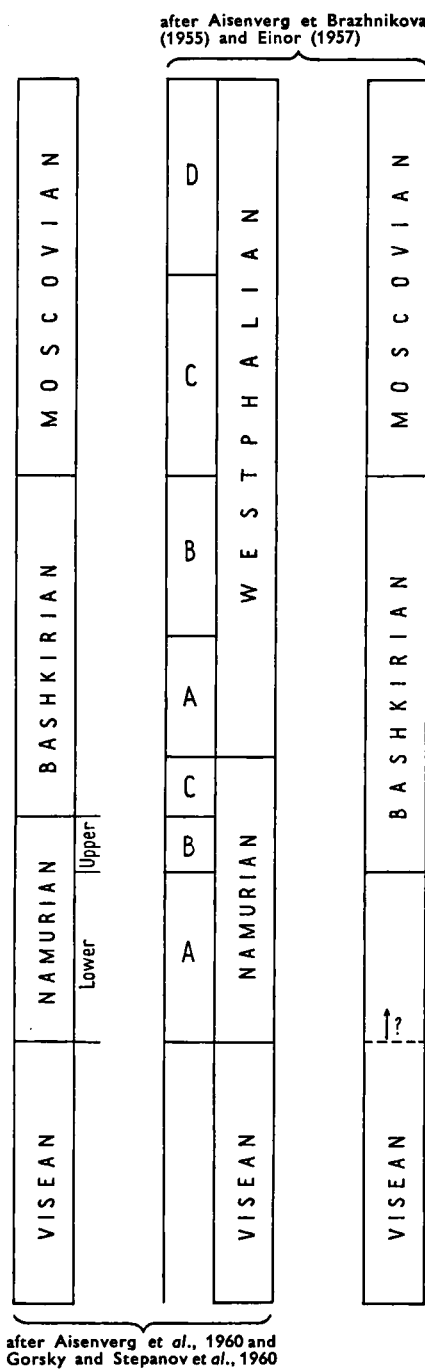 after Aisenverg et Brazhnikova
(1955) and Einor (1957)
MOSCOVIAN
BASHKIRIAN
NAMURIAN
Upper
Lower
VISEAN
D
C
B
A
C
B
A
WESTPHALIAN
NAMURIAN
VISEAN
MOSCOVIAN
BASHKIRIAN
?
VISEAN
after Aisenverg et al., 1960 and
Gorsky and Stepanov et al., 1960